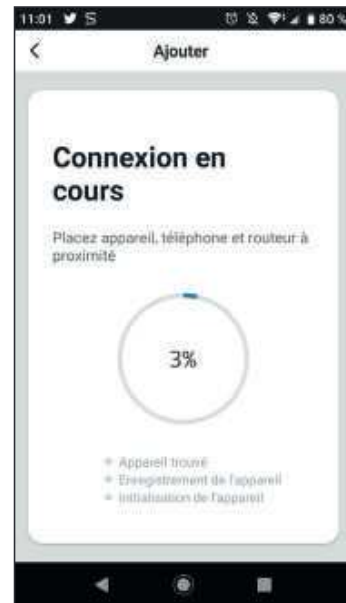 11:01 80 %
Ajouter
Connexion en
cours
Placez appareil, téléphone et routeur à
proximité
3%
Appareil trouvé
Enregistrement de l'appareil
Initialisation de l'appareil